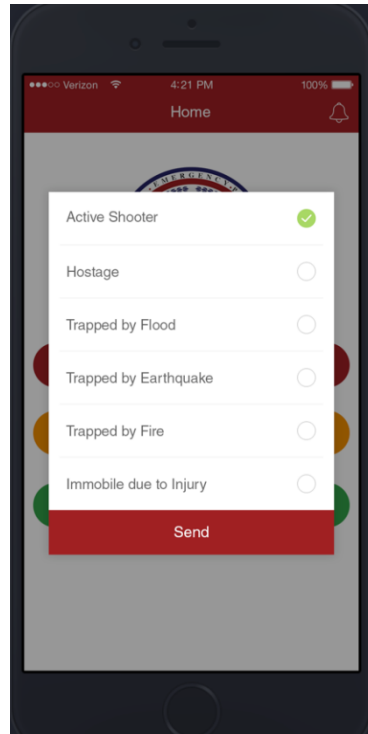 Verizon 4:21 PM 100%
Home
EMERGENCY
Active Shooter
Hostage
Trapped by Flood
Trapped by Earthquake
Trapped by Fire
Immobile due to Injury
Send